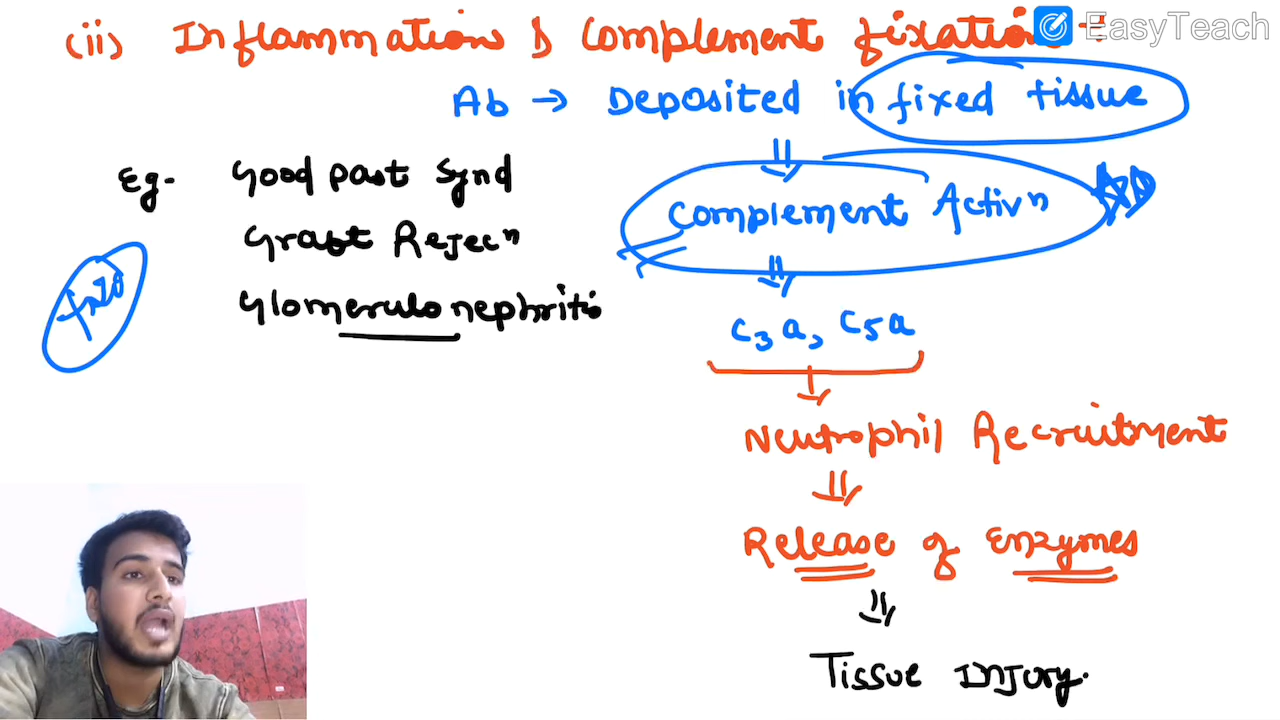 (ii) Inflammation & Complement fixation :
EasyTeach
Ab → Deposited in fixed tissue
Eg- Good past Synd
Complement Activⁿ
Graft Rejecⁿ
Glomerulonephritis
C₃a, C₅a
Neutrophil Recruitment
Release of Enzymes
Tissue Injury.